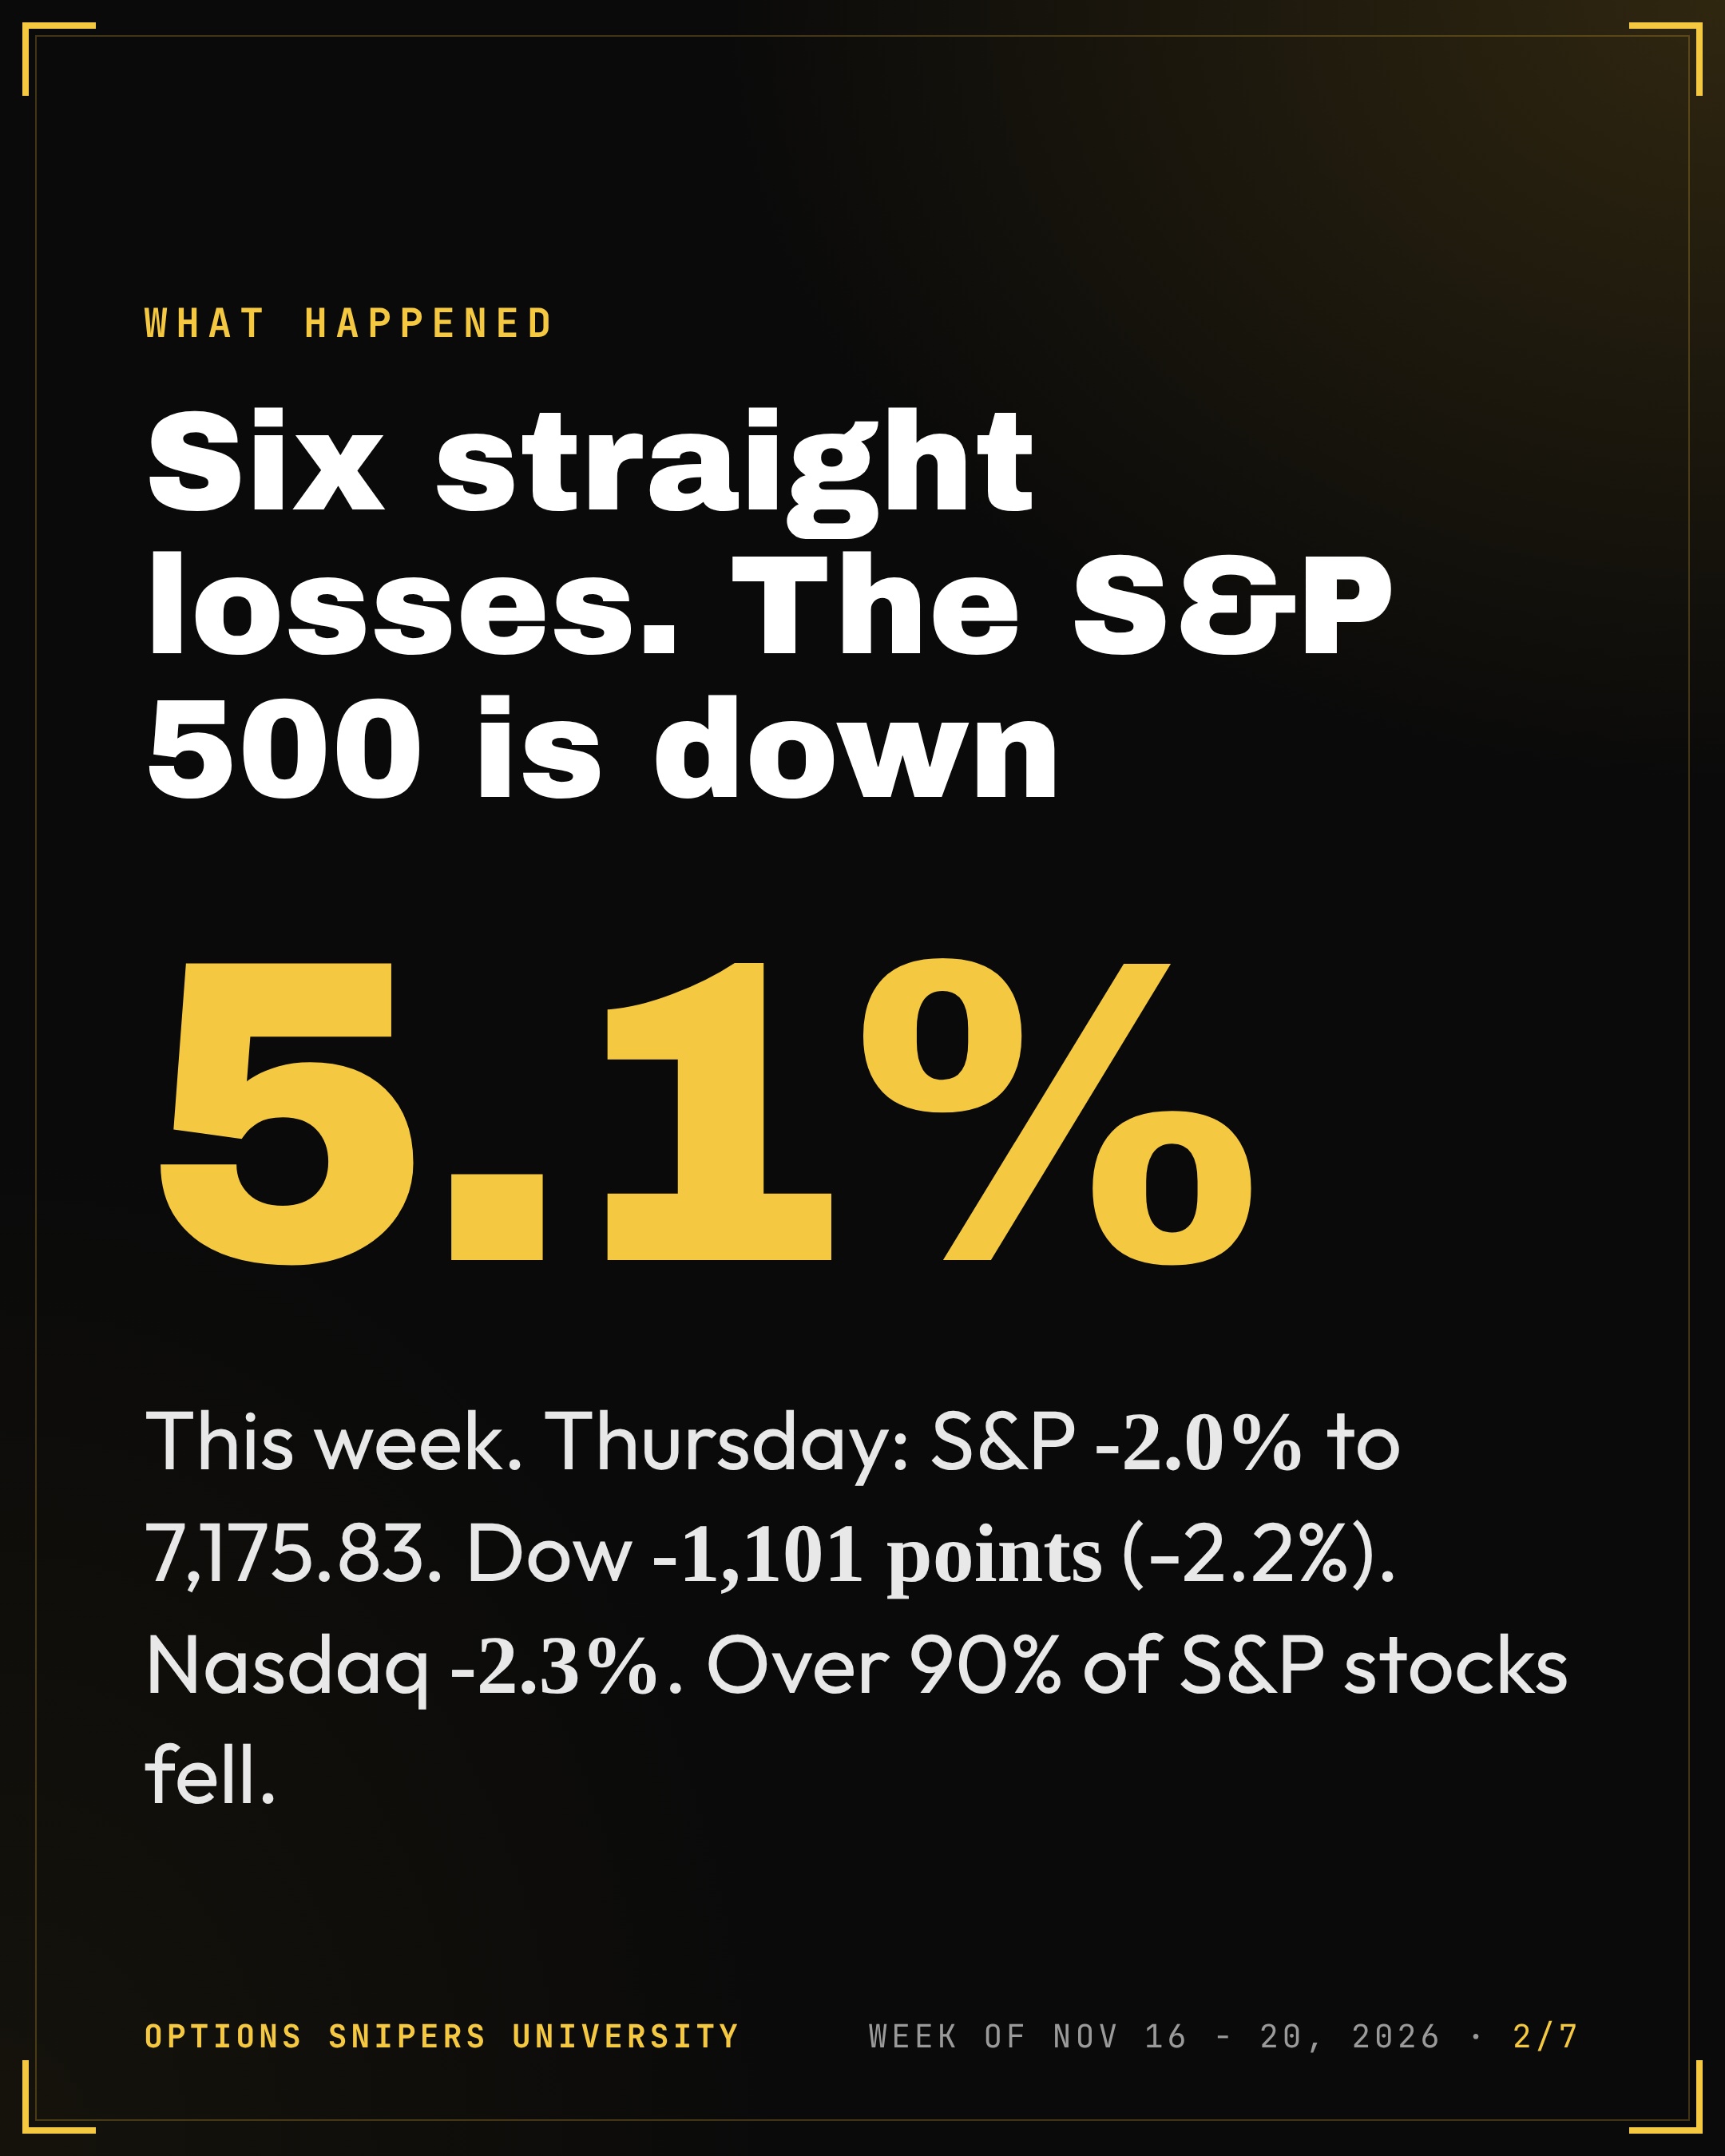 WHAT HAPPENED
Six straight
losses. The S&P
500 is down
5.1%
This week. Thursday: S&P -2.0% to
7,175.83. Dow -1,101 points (-2.2%).
Nasdaq -2.3%. Over 90% of S&P stocks
fell.
OPTIONS SNIPERS UNIVERSITY
WEEK OF NOV 16 - 20, 2026 · 2/7